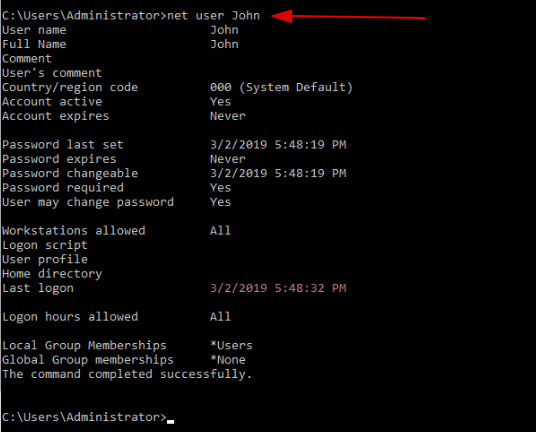 C:\Users\Administrator>net user John
User name                    John
Full Name                    John
Comment
User's comment
Country/region code          000 (System Default)
Account active               Yes
Account expires              Never

Password last set            3/2/2019 5:48:19 PM
Password expires             Never
Password changeable          3/2/2019 5:48:19 PM
Password required            Yes
User may change password     Yes

Workstations allowed         All
Logon script
User profile
Home directory
Last logon                   3/2/2019 5:48:32 PM

Logon hours allowed          All

Local Group Memberships      *Users
Global Group memberships     *None
The command completed successfully.

C:\Users\Administrator>